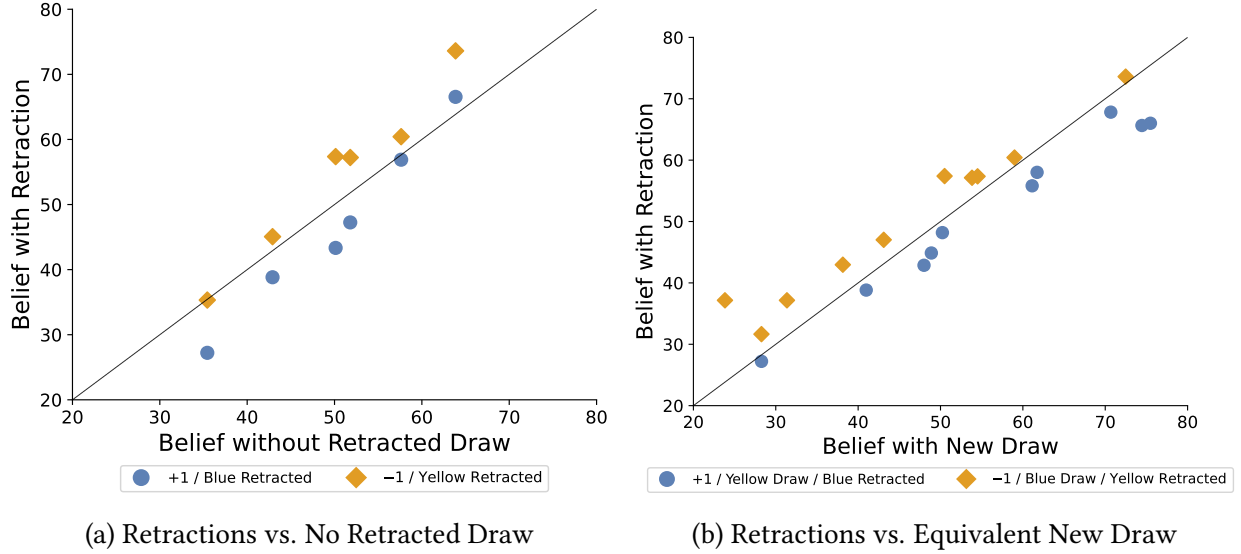 80
70
60
50
40
30
20
Belief with Retraction
20 30 40 50 60 70 80
Belief without Retracted Draw
+1 / Blue Retracted −1 / Yellow Retracted
(a) Retractions vs. No Retracted Draw
80
70
60
50
40
30
20
Belief with Retraction
20 30 40 50 60 70 80
Belief with New Draw
+1 / Yellow Draw / Blue Retracted −1 / Blue Draw / Yellow Retracted
(b) Retractions vs. Equivalent New Draw